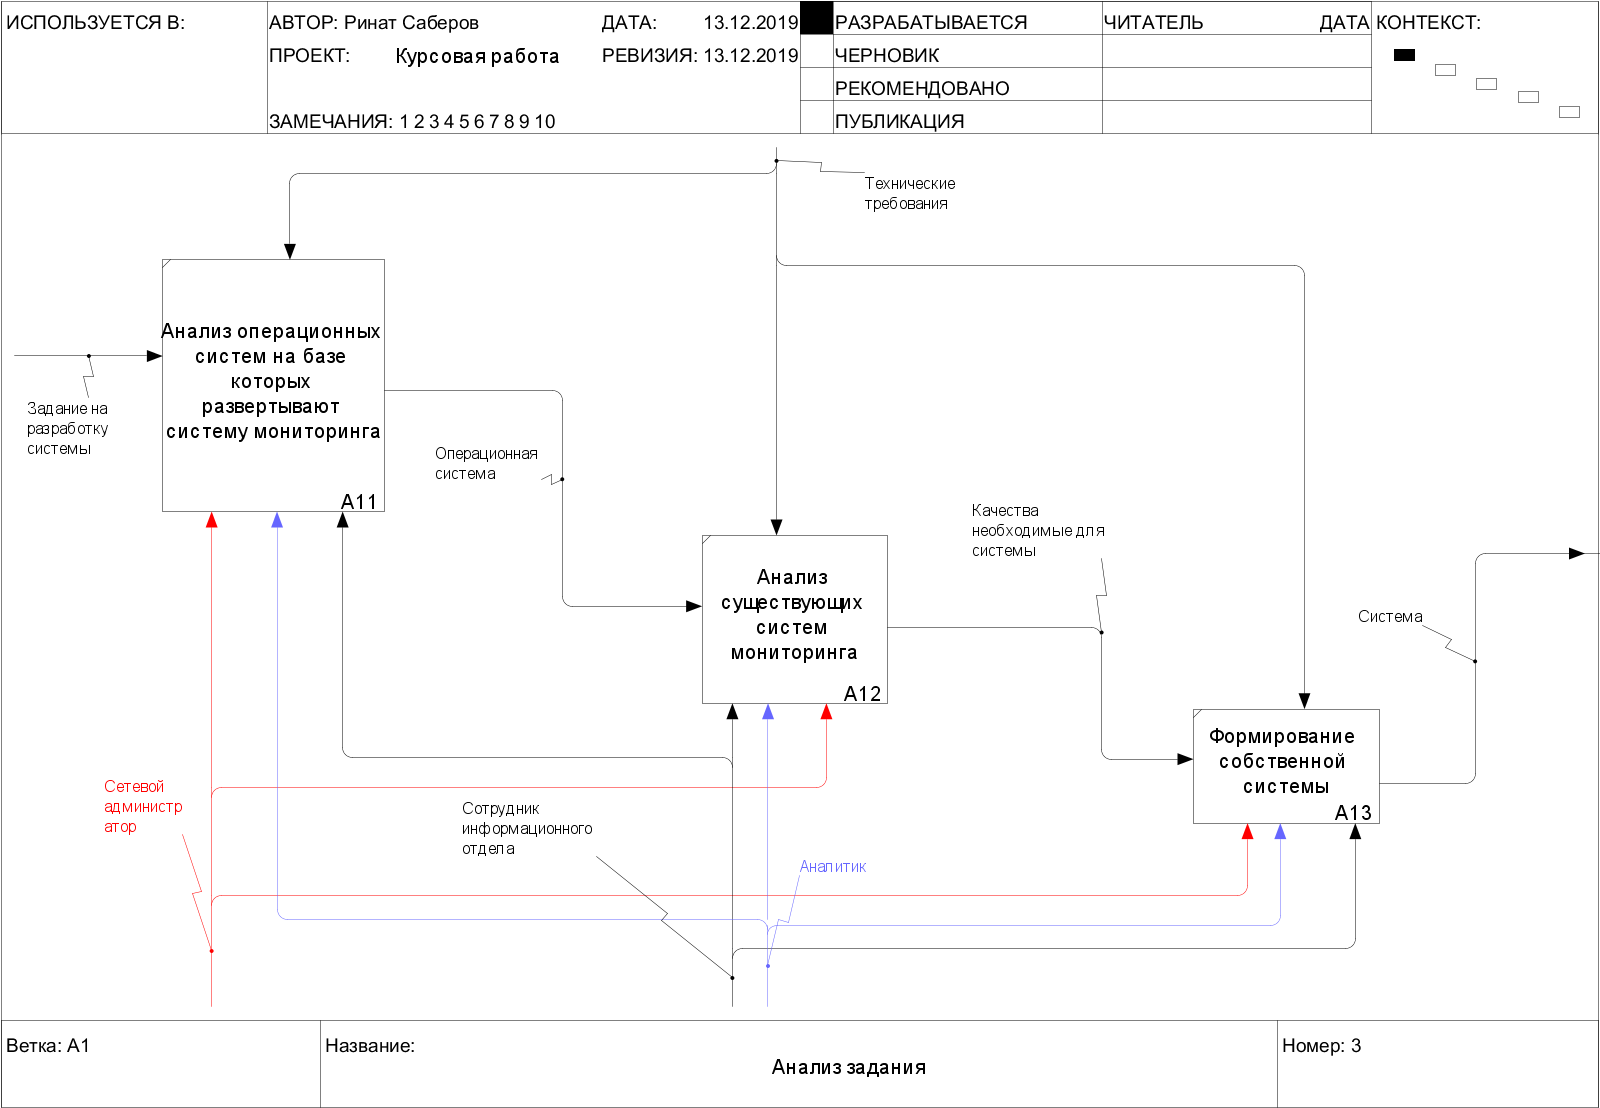 ИСПОЛЬЗУЕТСЯ В:
АВТОР: Ринат Саберов
ДАТА: 13.12.2019
РАЗРАБАТЫВАЕТСЯ
ЧИТАТЕЛЬ
ДАТА
КОНТЕКСТ:
ПРОЕКТ: Курсовая работа
РЕВИЗИЯ: 13.12.2019
ЧЕРНОВИК
РЕКОМЕНДОВАНО
ЗАМЕЧАНИЯ: 1 2 3 4 5 6 7 8 9 10
ПУБЛИКАЦИЯ
Технические
требования
Анализ операционных
систем на базе
которых
развертывают
систему мониторинга
A11
Задание на
разработку
системы
Операционная
система
Качества
необходимые для
системы
Анализ
существующих
систем
мониторинга
A12
Система
Формирование
собственной
системы
A13
Сетевой
администр
атор
Сотрудник
информационного
отдела
Аналитик
Ветка: A1
Название:
Анализ задания
Номер: 3